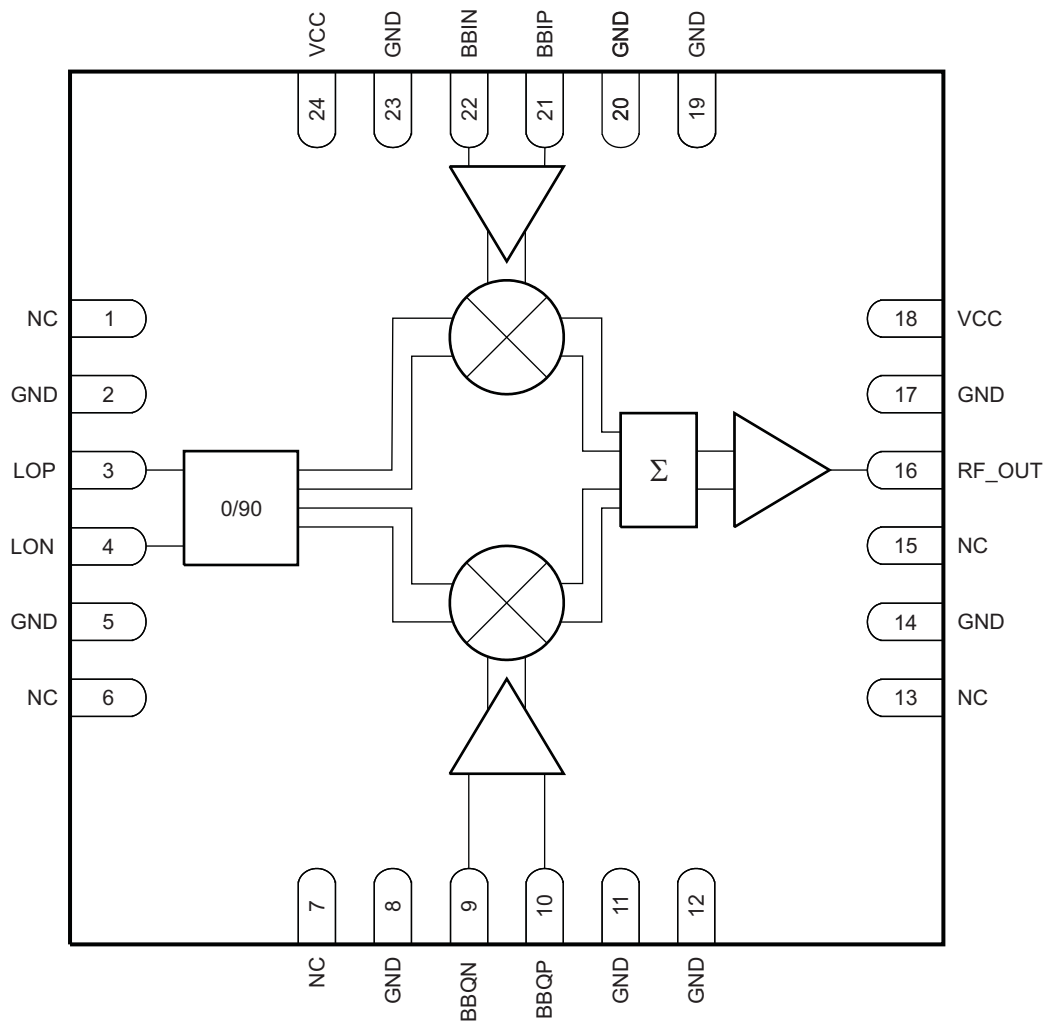 VCC GND BBIN BBIP GND GND
24 23 22 21 20 19
NC 1
18 VCC
GND 2
17 GND
LOP 3
0/90
Σ
16 RF_OUT
LON 4
15 NC
GND 5
14 GND
NC 6
13 NC
7 8 9 10 11 12
NC GND BBQN BBQP GND GND